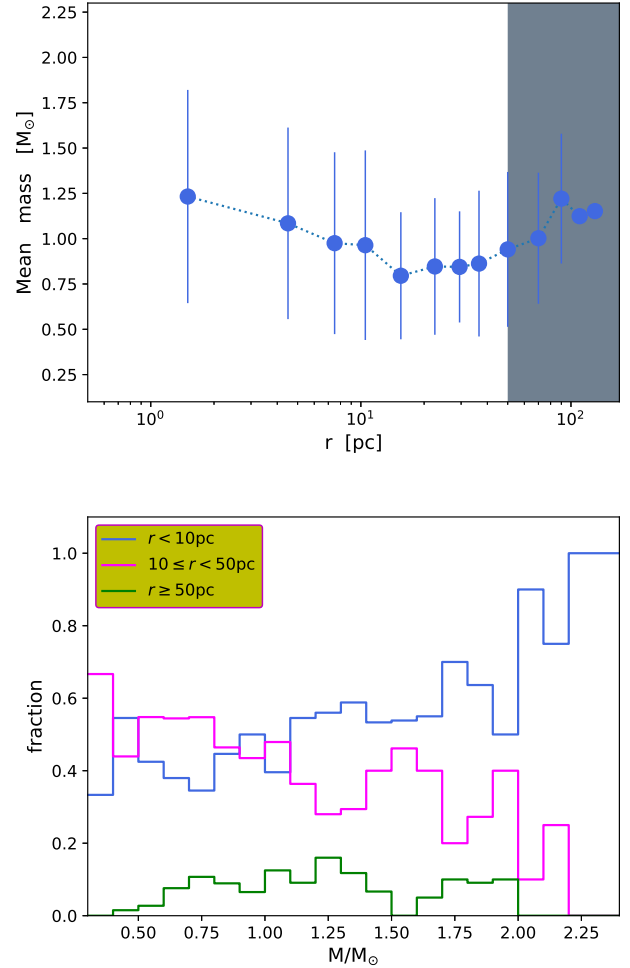 2.25
2.00
1.75
1.50
1.25
1.00
0.75
0.50
0.25
Mean mass [M⊙]
10⁰ 10¹ 10²
r [pc]
r < 10pc
10 ≤ r < 50pc
r ≥ 50pc
1.0
0.8
0.6
0.4
0.2
0.0
fraction
0.50 0.75 1.00 1.25 1.50 1.75 2.00 2.25
M/M⊙